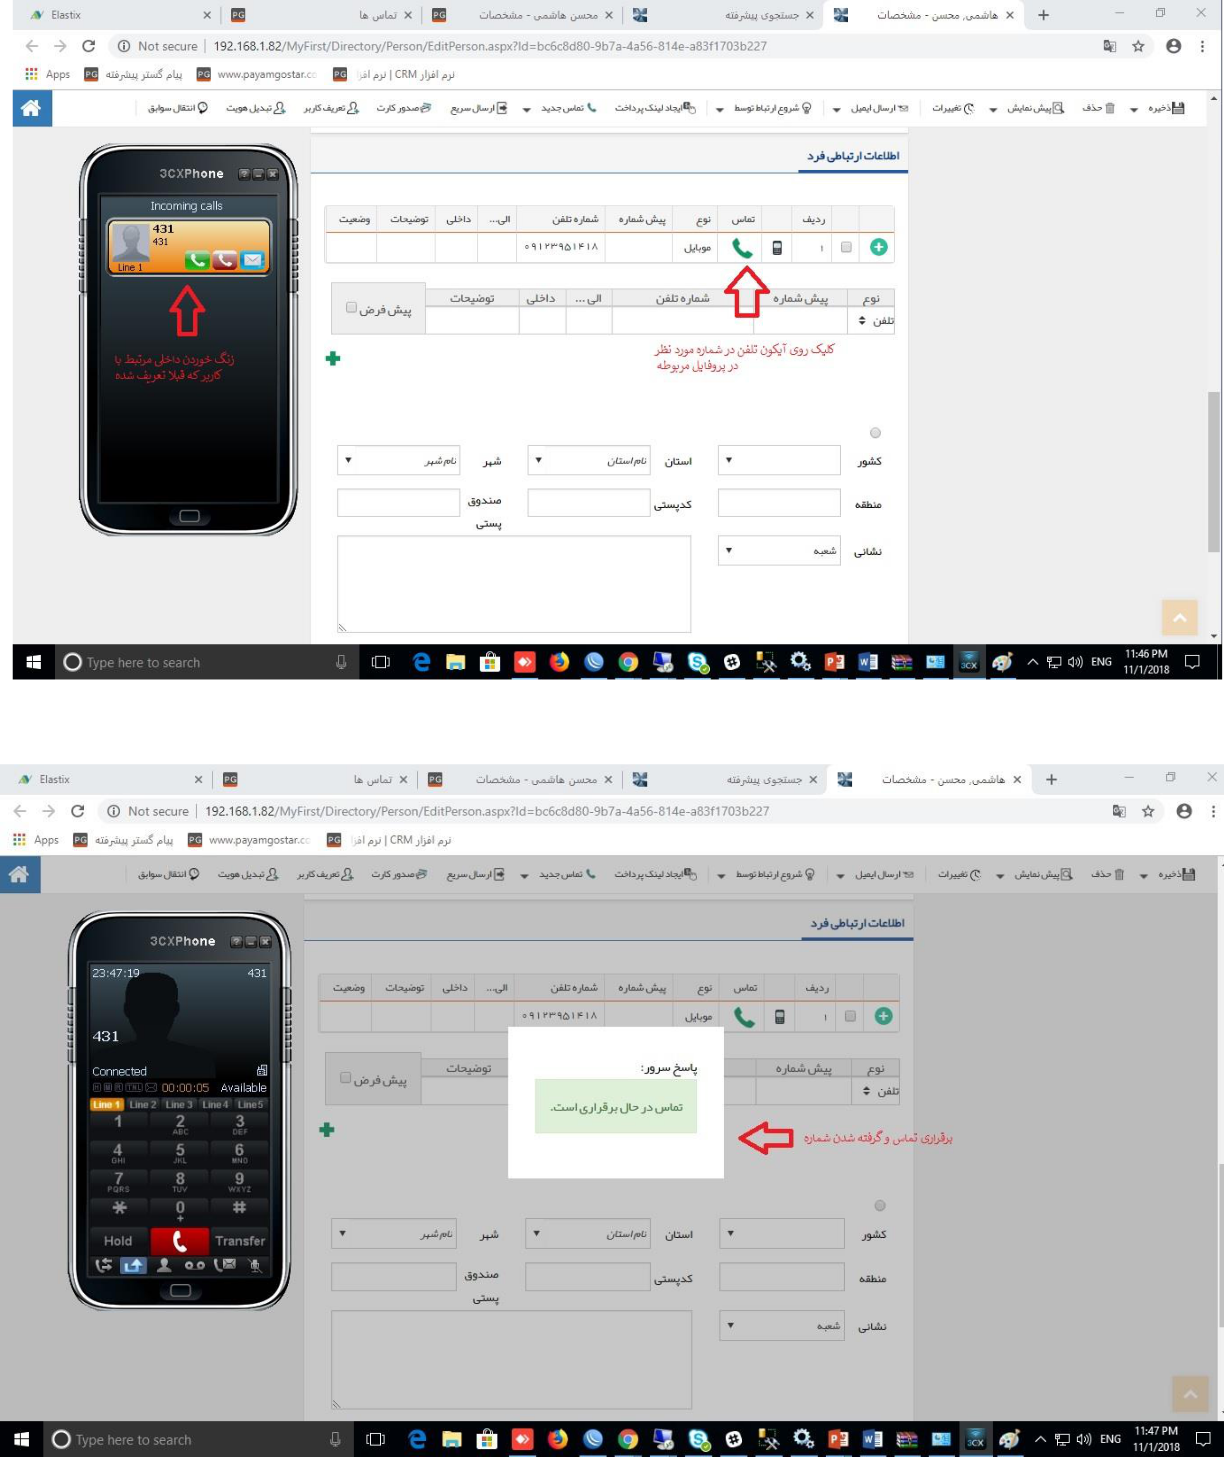 Elastix
تماس ها
محسن هاشمی - مشخصات
جستجوی پیشرفته
هاشمی, محسن - مشخصات
Not secure | 192.168.1.82/MyFirst/Directory/Person/EditPerson.aspx?Id=bc6c8d80-9b7a-4a56-814e-a83f1703b227
Apps
پیام گستر پیشرفته
www.payamgostar.co
نرم افزار CRM | نرم افز
ذخیره
حذف
پیش نمایش
تغییرات
ارسال ایمیل
شروع ارتباط توسط
ایجاد لینک پرداخت
تماس جدید
ارسال سریع
صدور کارت
تعریف کاربر
تبدیل هویت
انتقال سوابق
اطلاعات ارتباطی فرد
3CXPhone
Incoming calls
431
431
Line 1
زنگ خوردن داخلی مرتبط با
کاربر که قبلا تعریف شده
ردیف تماس نوع پیش شماره شماره تلفن الی... داخلی توضیحات وضعیت
۱ موبایل ۰۹۱۲۳۹۵۱۴۱۸
نوع پیش شماره شماره تلفن الی ... داخلی توضیحات پیش فرض
تلفن
کلیک روی آیکون تلفن در شماره مورد نظر
در پروفایل مربوطه
کشور استان نام استان شهر نام شهر
منطقه کدپستی صندوق
پستی
نشانی شعبه
Type here to search
ENG
11:46 PM
11/1/2018
Elastix
تماس ها
محسن هاشمی - مشخصات
جستجوی پیشرفته
هاشمی, محسن - مشخصات
Not secure | 192.168.1.82/MyFirst/Directory/Person/EditPerson.aspx?Id=bc6c8d80-9b7a-4a56-814e-a83f1703b227
Apps
پیام گستر پیشرفته
www.payamgostar.co
نرم افزار CRM | نرم افز
ذخیره
حذف
پیش نمایش
تغییرات
ارسال ایمیل
شروع ارتباط توسط
ایجاد لینک پرداخت
تماس جدید
ارسال سریع
صدور کارت
تعریف کاربر
تبدیل هویت
انتقال سوابق
اطلاعات ارتباطی فرد
3CXPhone
23:47:19 431
431
Connected
00:00:05 Available
Line 1 Line 2 Line 3 Line 4 Line5
1 2 3
ABC DEF
4 5 6
GHI JKL MNO
7 8 9
PQRS TUV WXYZ
* 0 #
+
Hold Transfer
ردیف تماس نوع پیش شماره شماره تلفن الی... داخلی توضیحات وضعیت
۱ موبایل ۰۹۱۲۳۹۵۱۴۱۸
نوع پیش شماره توضیحات پیش فرض
تلفن
پاسخ سرور:
تماس در حال برقراری است.
برقراری تماس و گرفته شدن شماره
کشور استان نام استان شهر نام شهر
منطقه کدپستی صندوق
پستی
نشانی شعبه
Type here to search
ENG
11:47 PM
11/1/2018